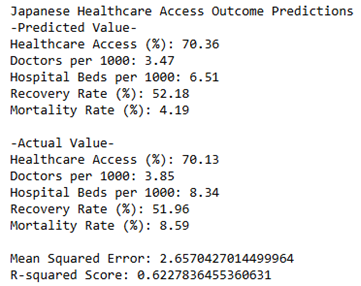 Japanese Healthcare Access Outcome Predictions
-Predicted Value-
Healthcare Access (%): 70.36
Doctors per 1000: 3.47
Hospital Beds per 1000: 6.51
Recovery Rate (%): 52.18
Mortality Rate (%): 4.19

-Actual Value-
Healthcare Access (%): 70.13
Doctors per 1000: 3.85
Hospital Beds per 1000: 8.34
Recovery Rate (%): 51.96
Mortality Rate (%): 8.59

Mean Squared Error: 2.6570427014499964
R-squared Score: 0.6227836455360631